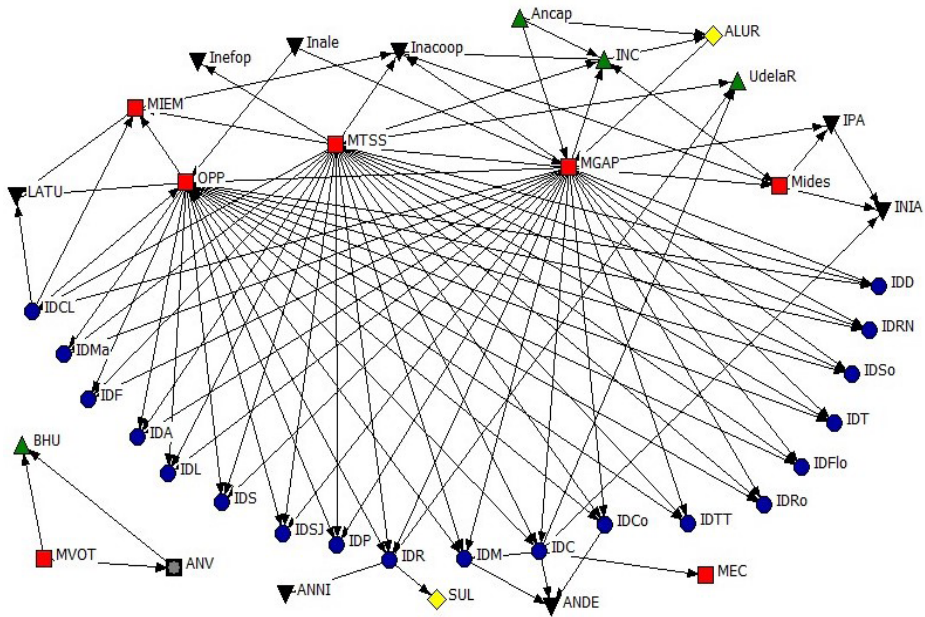 Ancap
ALUR
Inale
Inacoop
INC
Inefop
UdelaR
MIEM
MTSS
IPA
MGAP
OPP
Mides
LATU
INIA
IDD
IDCL
IDRN
IDMa
IDSo
IDF
IDT
IDA
BHU
IDL
IDFlo
IDS
IDRo
IDSJ
IDCo
IDTT
IDP
IDR
IDM
IDC
MVOT
ANV
MEC
ANNI
SUL
ANDE